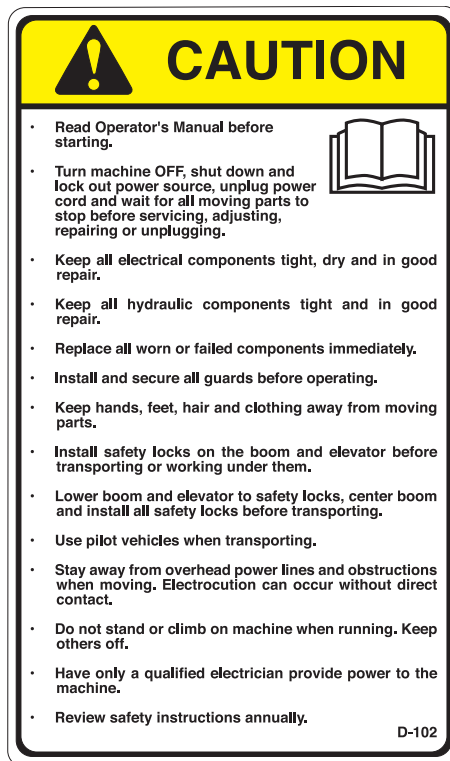 CAUTION
· Read Operator's Manual before
starting.
· Turn machine OFF, shut down and
lock out power source, unplug power
cord and wait for all moving parts to
stop before servicing, adjusting,
repairing or unplugging.
· Keep all electrical components tight, dry and in good
repair.
· Keep all hydraulic components tight and in good
repair.
· Replace all worn or failed components immediately.
· Install and secure all guards before operating.
· Keep hands, feet, hair and clothing away from moving
parts.
· Install safety locks on the boom and elevator before
transporting or working under them.
· Lower boom and elevator to safety locks, center boom
and install all safety locks before transporting.
· Use pilot vehicles when transporting.
· Stay away from overhead power lines and obstructions
when moving. Electrocution can occur without direct
contact.
· Do not stand or climb on machine when running. Keep
others off.
· Have only a qualified electrician provide power to the
machine.
· Review safety instructions annually.
D-102